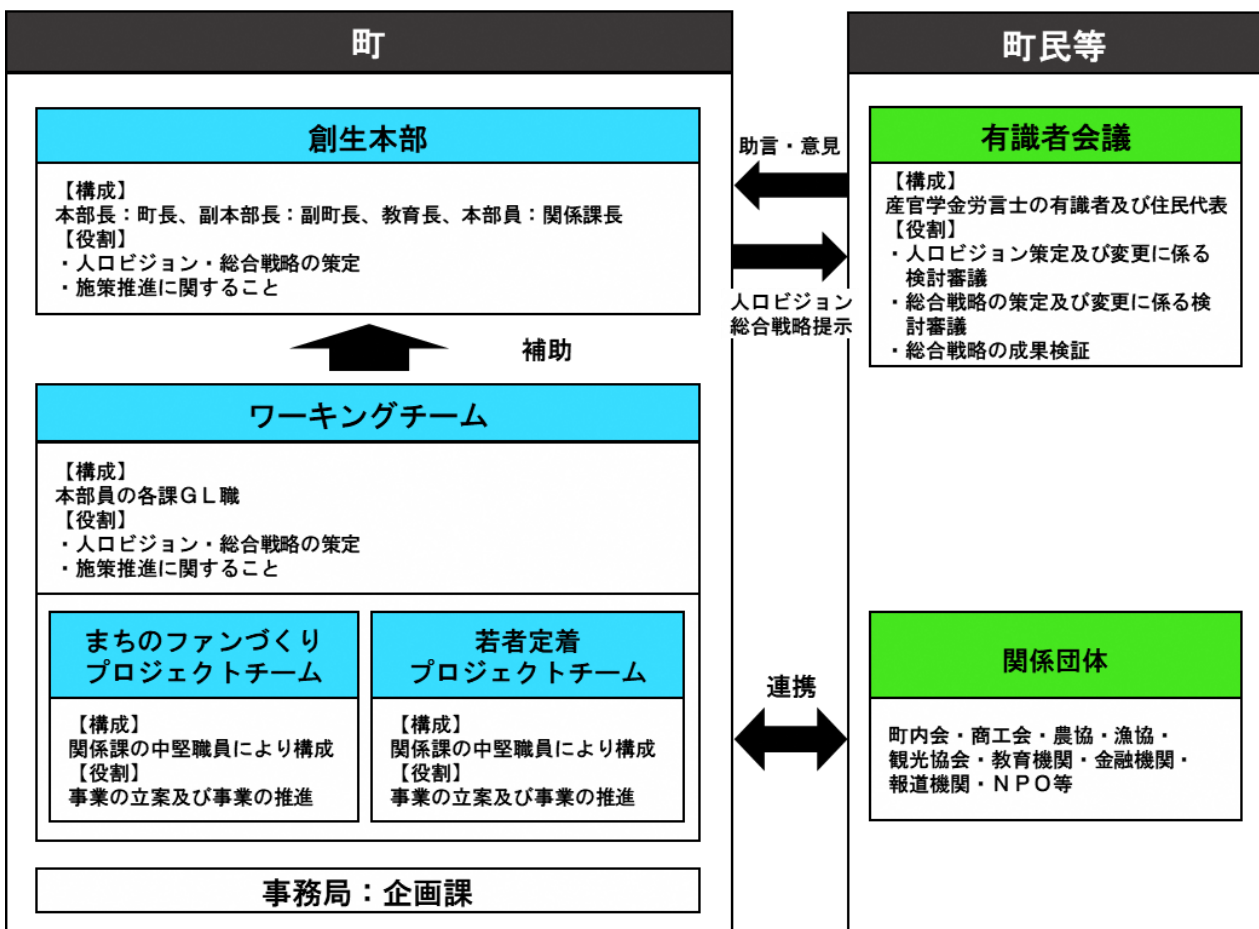 町
創生本部
【構成】
本部長：町長、副本部長：副町長、教育長、本部員：関係課長
【役割】
・人口ビジョン・総合戦略の策定
・施策推進に関すること
補助
ワーキングチーム
【構成】
本部員の各課ＧＬ職
【役割】
・人口ビジョン・総合戦略の策定
・施策推進に関すること
まちのファンづくり
プロジェクトチーム
【構成】
関係課の中堅職員により構成
【役割】
事業の立案及び事業の推進
若者定着
プロジェクトチーム
【構成】
関係課の中堅職員により構成
【役割】
事業の立案及び事業の推進
事務局：企画課
助言・意見
人口ビジョン
総合戦略提示
連携
町民等
有識者会議
【構成】
産官学金労言士の有識者及び住民代表
【役割】
・人口ビジョン策定及び変更に係る
検討審議
・総合戦略の策定及び変更に係る検
討審議
・総合戦略の成果検証
関係団体
町内会・商工会・農協・漁協・
観光協会・教育機関・金融機関・
報道機関・ＮＰＯ等